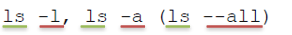 ls -l, ls -a (ls --all)